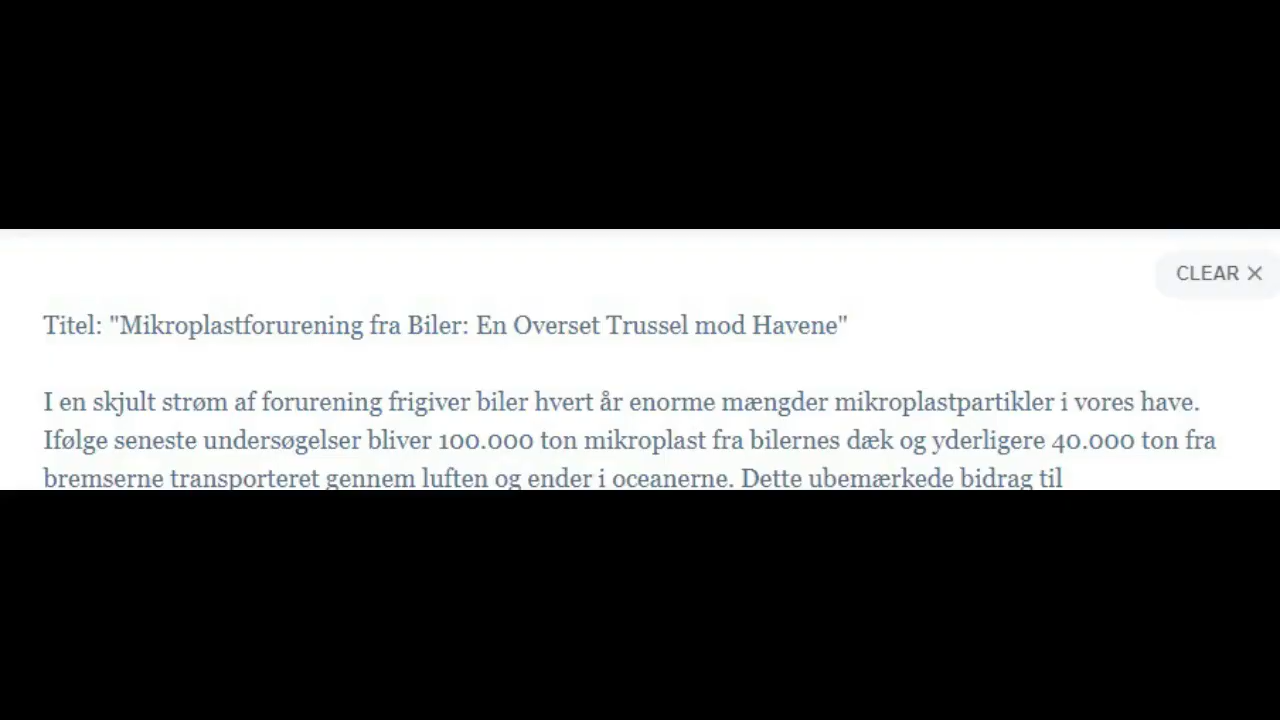 CLEAR ×
Titel: "Mikroplastforurening fra Biler: En Overset Trussel mod Havene"
I en skjult strøm af forurening frigiver biler hvert år enorme mængder mikroplastpartikler i vores have.
Ifølge seneste undersøgelser bliver 100.000 ton mikroplast fra bilernes dæk og yderligere 40.000 ton fra
bremserne transporteret gennem luften og ender i oceanerne. Dette ubemærkede bidrag til